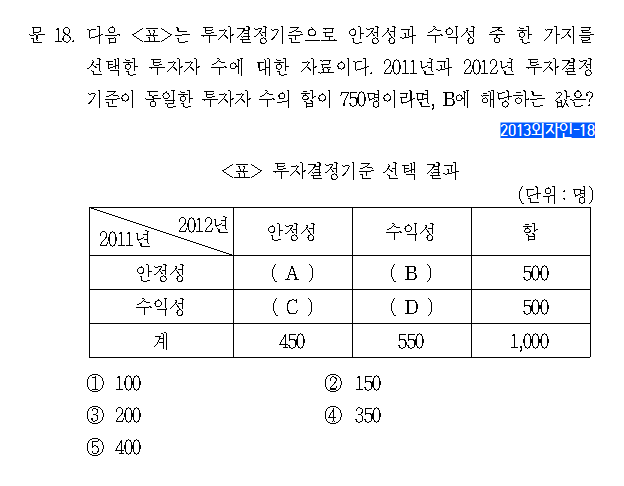 문 18. 다음 <표>는 투자결정기준으로 안정성과 수익성 중 한 가지를
선택한 투자자 수에 대한 자료이다. 2011년과 2012년 투자결정
기준이 동일한 투자자 수의 합이 750명이라면, B에 해당하는 값은?
2013외자인-18
<표> 투자결정기준 선택 결과
(단위 : 명)
2012년 안정성 수익성 합
2011년
안정성 ( A ) ( B ) 500
수익성 ( C ) ( D ) 500
계 450 550 1,000
① 100 ② 150
③ 200 ④ 350
⑤ 400